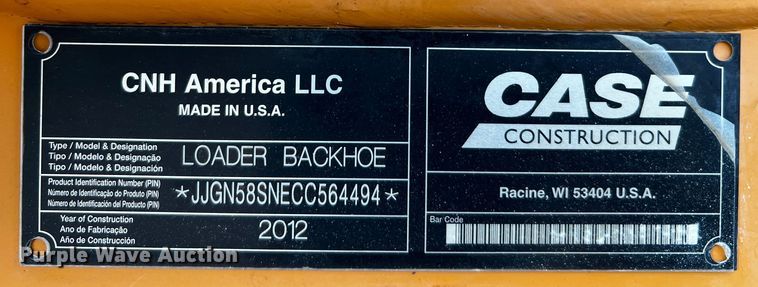 CNH America LLC
MADE IN U.S.A.
Type / Model & Designation
Tipo / Modelo & Designação
Tipo / Modelo & Designación
LOADER BACKHOE
Product Identification Number (PIN)
Número de Identificação do Produto (PIN)
Número de Identificación del Producto (PIN)
*JJGN58SNECC564494*
Year of Construction
Ano de Fabricação
Año de Construcción
2012
CASE
CONSTRUCTION
Racine, WI 53404 U.S.A.
Bar Code
Purple Wave Auction